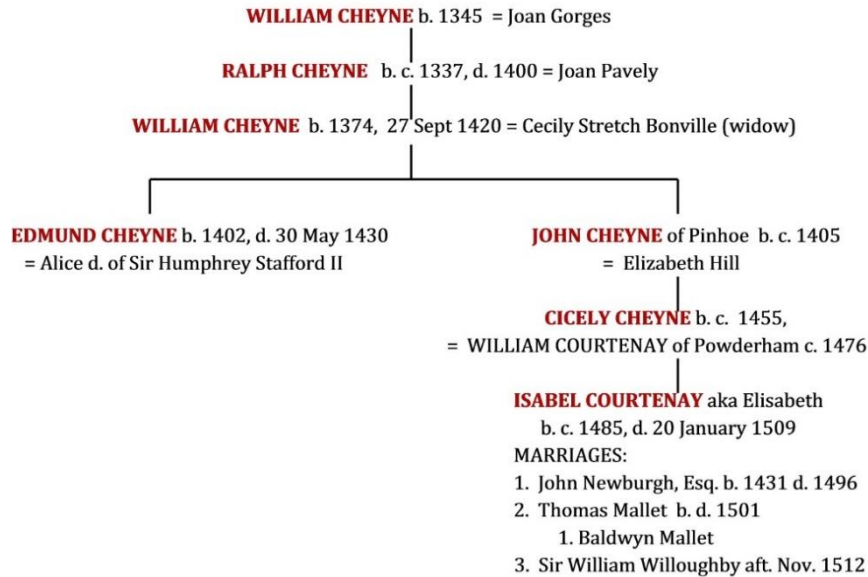 WILLIAM CHEYNE b. 1345 = Joan Gorges
RALPH CHEYNE b. c. 1337, d. 1400 = Joan Pavely
WILLIAM CHEYNE b. 1374, 27 Sept 1420 = Cecily Stretch Bonville (widow)
EDMUND CHEYNE b. 1402, d. 30 May 1430
= Alice d. of Sir Humphrey Stafford II
JOHN CHEYNE of Pinhoe b. c. 1405
= Elizabeth Hill
CICELY CHEYNE b. c. 1455,
= WILLIAM COURTENAY of Powderham c. 1476
ISABEL COURTENAY aka Elisabeth
b. c. 1485, d. 20 January 1509
MARRIAGES:
1. John Newburgh, Esq. b. 1431 d. 1496
2. Thomas Mallet b. d. 1501
1. Baldwyn Mallet
3. Sir William Willoughby aft. Nov. 1512